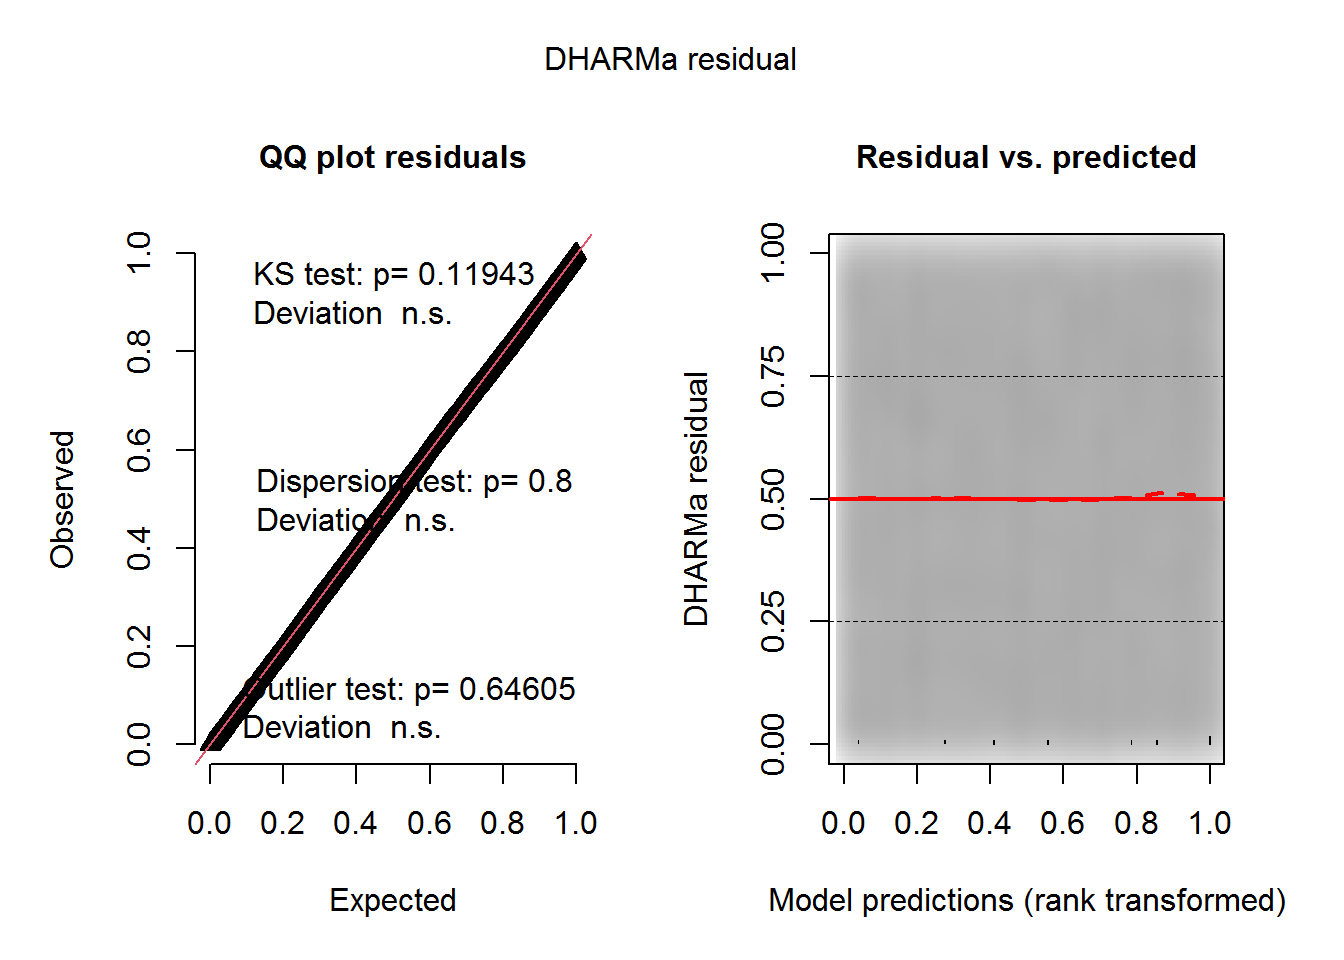 DHARMa residual
QQ plot residuals
KS test: p= 0.11943
Deviation  n.s.
Dispersion test: p= 0.8
Deviation  n.s.
Outlier test: p= 0.64605
Deviation  n.s.
Observed
1.0
0.8
0.6
0.4
0.2
0.0
0.0 0.2 0.4 0.6 0.8 1.0
Expected
Residual vs. predicted
DHARMa residual
1.00
0.75
0.50
0.25
0.00
0.0 0.2 0.4 0.6 0.8 1.0
Model predictions (rank transformed)